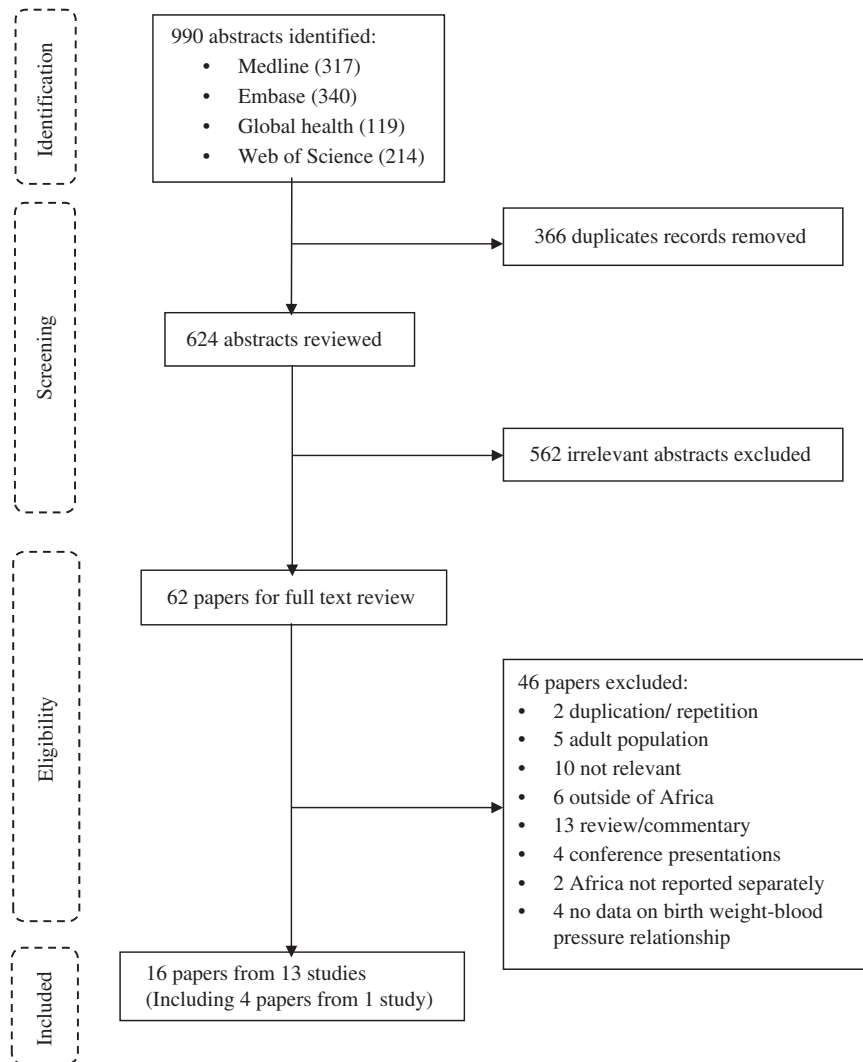 Identification
990 abstracts identified:
• Medline (317)
• Embase (340)
• Global health (119)
• Web of Science (214)
Screening
366 duplicates records removed
624 abstracts reviewed
562 irrelevant abstracts excluded
Eligibility
62 papers for full text review
46 papers excluded:
• 2 duplication/ repetition
• 5 adult population
• 10 not relevant
• 6 outside of Africa
• 13 review/commentary
• 4 conference presentations
• 2 Africa not reported separately
• 4 no data on birth weight-blood
pressure relationship
Included
16 papers from 13 studies
(Including 4 papers from 1 study)